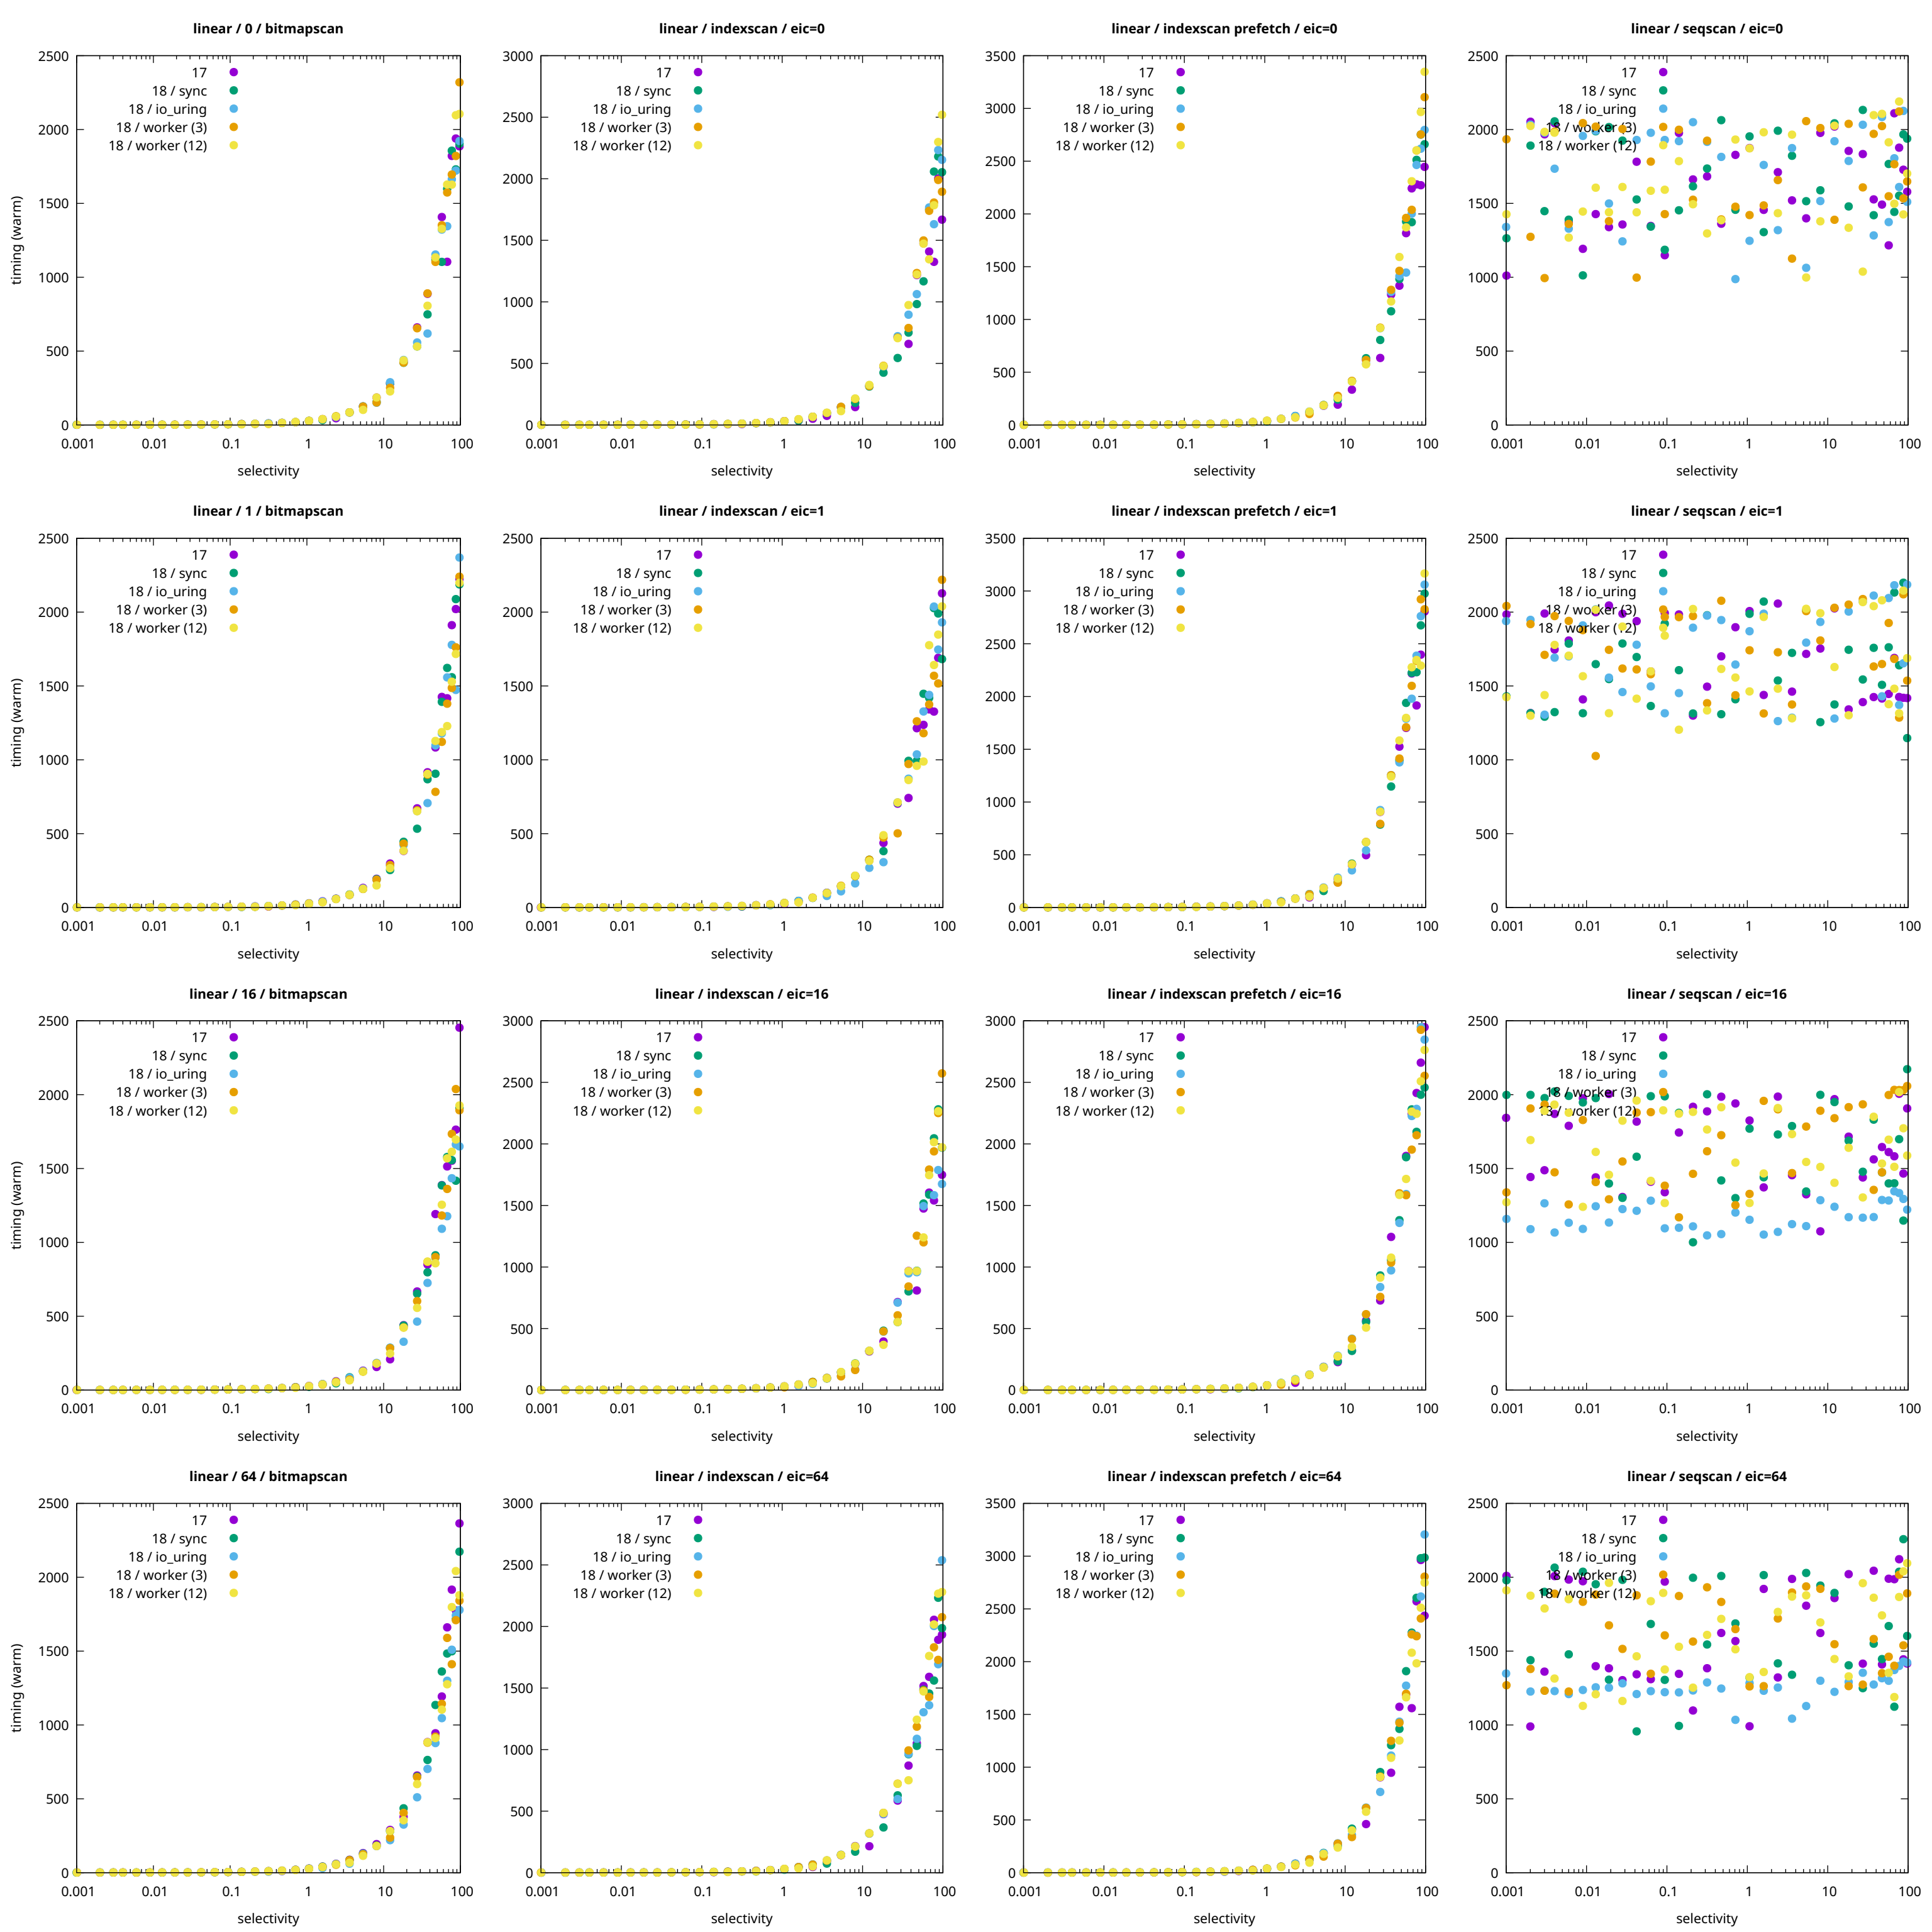 linear / 0 / bitmapscan
timing (warm)
2500
2000
1500
1000
500
0
17
18 / sync
18 / io_uring
18 / worker (3)
18 / worker (12)
0.001 0.01 0.1 1 10 100
selectivity
linear / indexscan / eic=0
3000
2500
2000
1500
1000
500
0
17
18 / sync
18 / io_uring
18 / worker (3)
18 / worker (12)
0.001 0.01 0.1 1 10 100
selectivity
linear / indexscan prefetch / eic=0
3500
3000
2500
2000
1500
1000
500
0
17
18 / sync
18 / io_uring
18 / worker (3)
18 / worker (12)
0.001 0.01 0.1 1 10 100
selectivity
linear / seqscan / eic=0
2500
2000
1500
1000
500
0
17
18 / sync
18 / io_uring
18 / worker (3)
18 / worker (12)
0.001 0.01 0.1 1 10 100
selectivity
linear / 1 / bitmapscan
timing (warm)
2500
2000
1500
1000
500
0
17
18 / sync
18 / io_uring
18 / worker (3)
18 / worker (12)
0.001 0.01 0.1 1 10 100
selectivity
linear / indexscan / eic=1
2500
2000
1500
1000
500
0
17
18 / sync
18 / io_uring
18 / worker (3)
18 / worker (12)
0.001 0.01 0.1 1 10 100
selectivity
linear / indexscan prefetch / eic=1
3500
3000
2500
2000
1500
1000
500
0
17
18 / sync
18 / io_uring
18 / worker (3)
18 / worker (12)
0.001 0.01 0.1 1 10 100
selectivity
linear / seqscan / eic=1
2500
2000
1500
1000
500
0
17
18 / sync
18 / io_uring
18 / worker (3)
18 / worker (12)
0.001 0.01 0.1 1 10 100
selectivity
linear / 16 / bitmapscan
timing (warm)
2500
2000
1500
1000
500
0
17
18 / sync
18 / io_uring
18 / worker (3)
18 / worker (12)
0.001 0.01 0.1 1 10 100
selectivity
linear / indexscan / eic=16
3000
2500
2000
1500
1000
500
0
17
18 / sync
18 / io_uring
18 / worker (3)
18 / worker (12)
0.001 0.01 0.1 1 10 100
selectivity
linear / indexscan prefetch / eic=16
3000
2500
2000
1500
1000
500
0
17
18 / sync
18 / io_uring
18 / worker (3)
18 / worker (12)
0.001 0.01 0.1 1 10 100
selectivity
linear / seqscan / eic=16
2500
2000
1500
1000
500
0
17
18 / sync
18 / io_uring
18 / worker (3)
18 / worker (12)
0.001 0.01 0.1 1 10 100
selectivity
linear / 64 / bitmapscan
timing (warm)
2500
2000
1500
1000
500
0
17
18 / sync
18 / io_uring
18 / worker (3)
18 / worker (12)
0.001 0.01 0.1 1 10 100
selectivity
linear / indexscan / eic=64
3000
2500
2000
1500
1000
500
0
17
18 / sync
18 / io_uring
18 / worker (3)
18 / worker (12)
0.001 0.01 0.1 1 10 100
selectivity
linear / indexscan prefetch / eic=64
3500
3000
2500
2000
1500
1000
500
0
17
18 / sync
18 / io_uring
18 / worker (3)
18 / worker (12)
0.001 0.01 0.1 1 10 100
selectivity
linear / seqscan / eic=64
2500
2000
1500
1000
500
0
17
18 / sync
18 / io_uring
18 / worker (3)
18 / worker (12)
0.001 0.01 0.1 1 10 100
selectivity